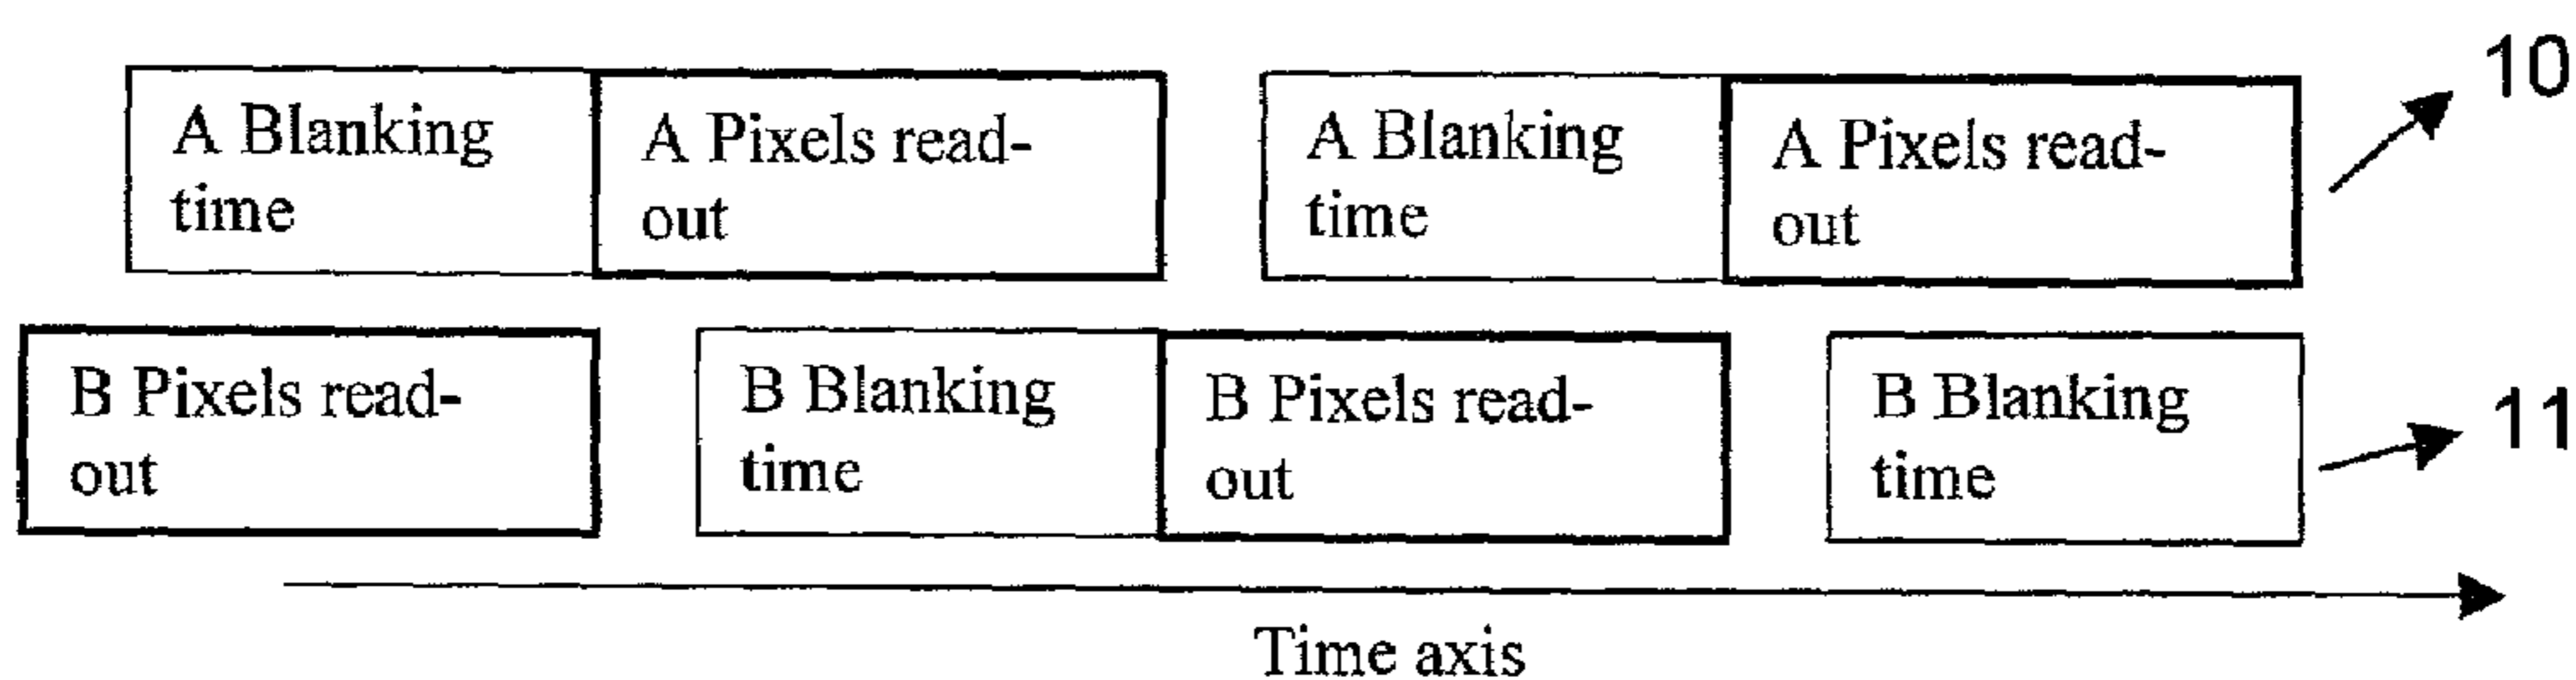 10
A Blanking
time
A Pixels read-
out
A Blanking
time
A Pixels read-
out
B Pixels read-
out
B Blanking
time
B Pixels read-
out
B Blanking
time
11
Time axis